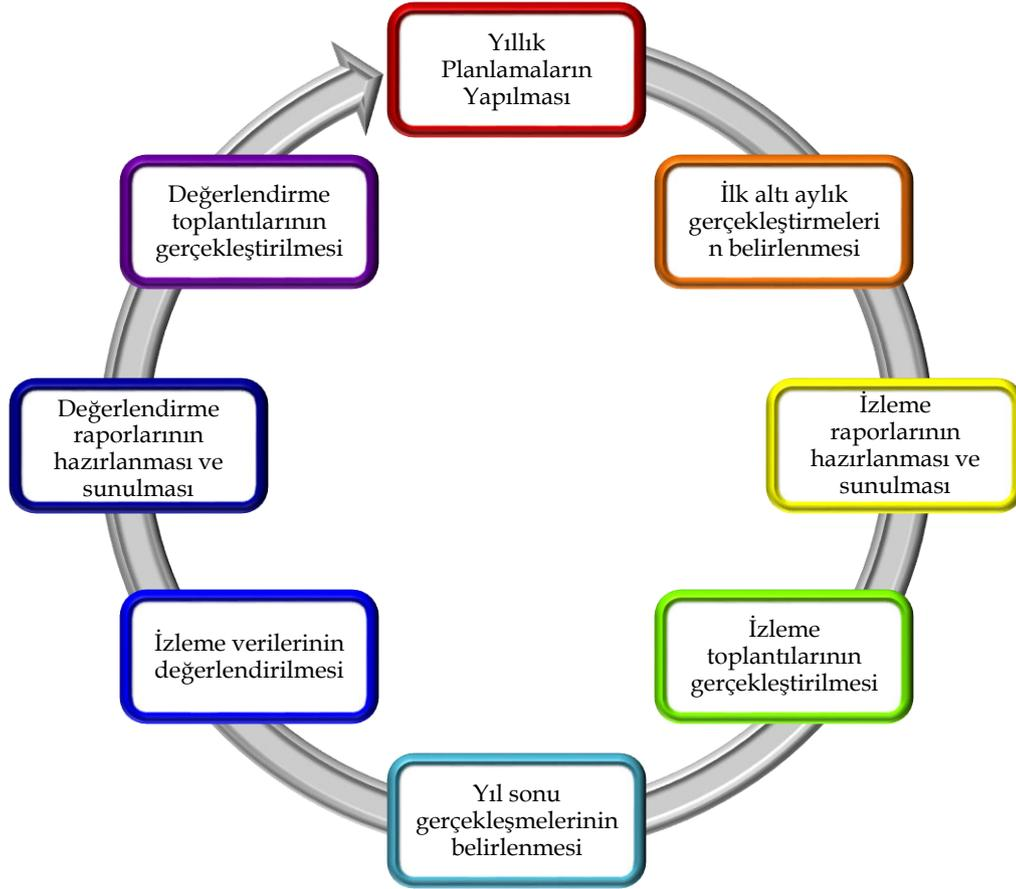 Yıllık
Planlamaların
Yapılması
İlk altı aylık
gerçekleştirmeleri
n belirlenmesi
İzleme
raporlarının
hazırlanması ve
sunulması
İzleme
toplantılarının
gerçekleştirilmesi
Yıl sonu
gerçekleşmelerinin
belirlenmesi
İzleme verilerinin
değerlendirilmesi
Değerlendirme
raporlarının
hazırlanması ve
sunulması
Değerlendirme
toplantılarının
gerçekleştirilmesi